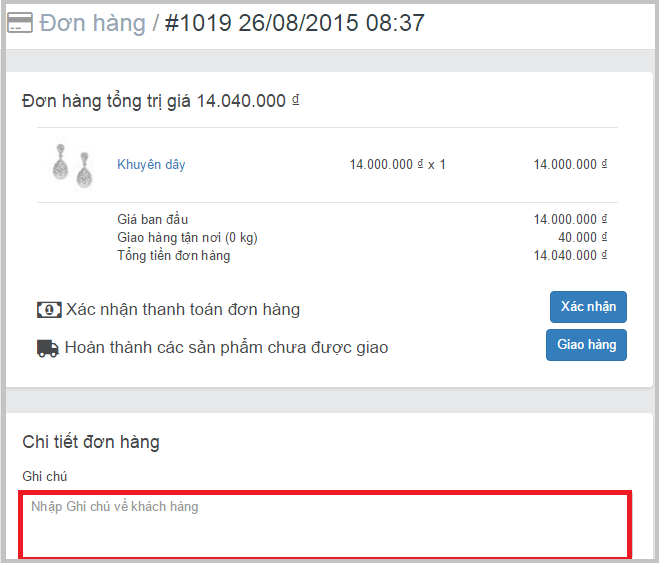 Đơn hàng / #1019 26/08/2015 08:37
Đơn hàng tổng trị giá 14.040.000 ₫
Khuyên dây 14.000.000 ₫ x 1 14.000.000 ₫
Giá ban đầu 14.000.000 ₫
Giao hàng tận nơi (0 kg) 40.000 ₫
Tổng tiền đơn hàng 14.040.000 ₫
Xác nhận thanh toán đơn hàng Xác nhận
Hoàn thành các sản phẩm chưa được giao Giao hàng
Chi tiết đơn hàng
Ghi chú
Nhập Ghi chú về khách hàng